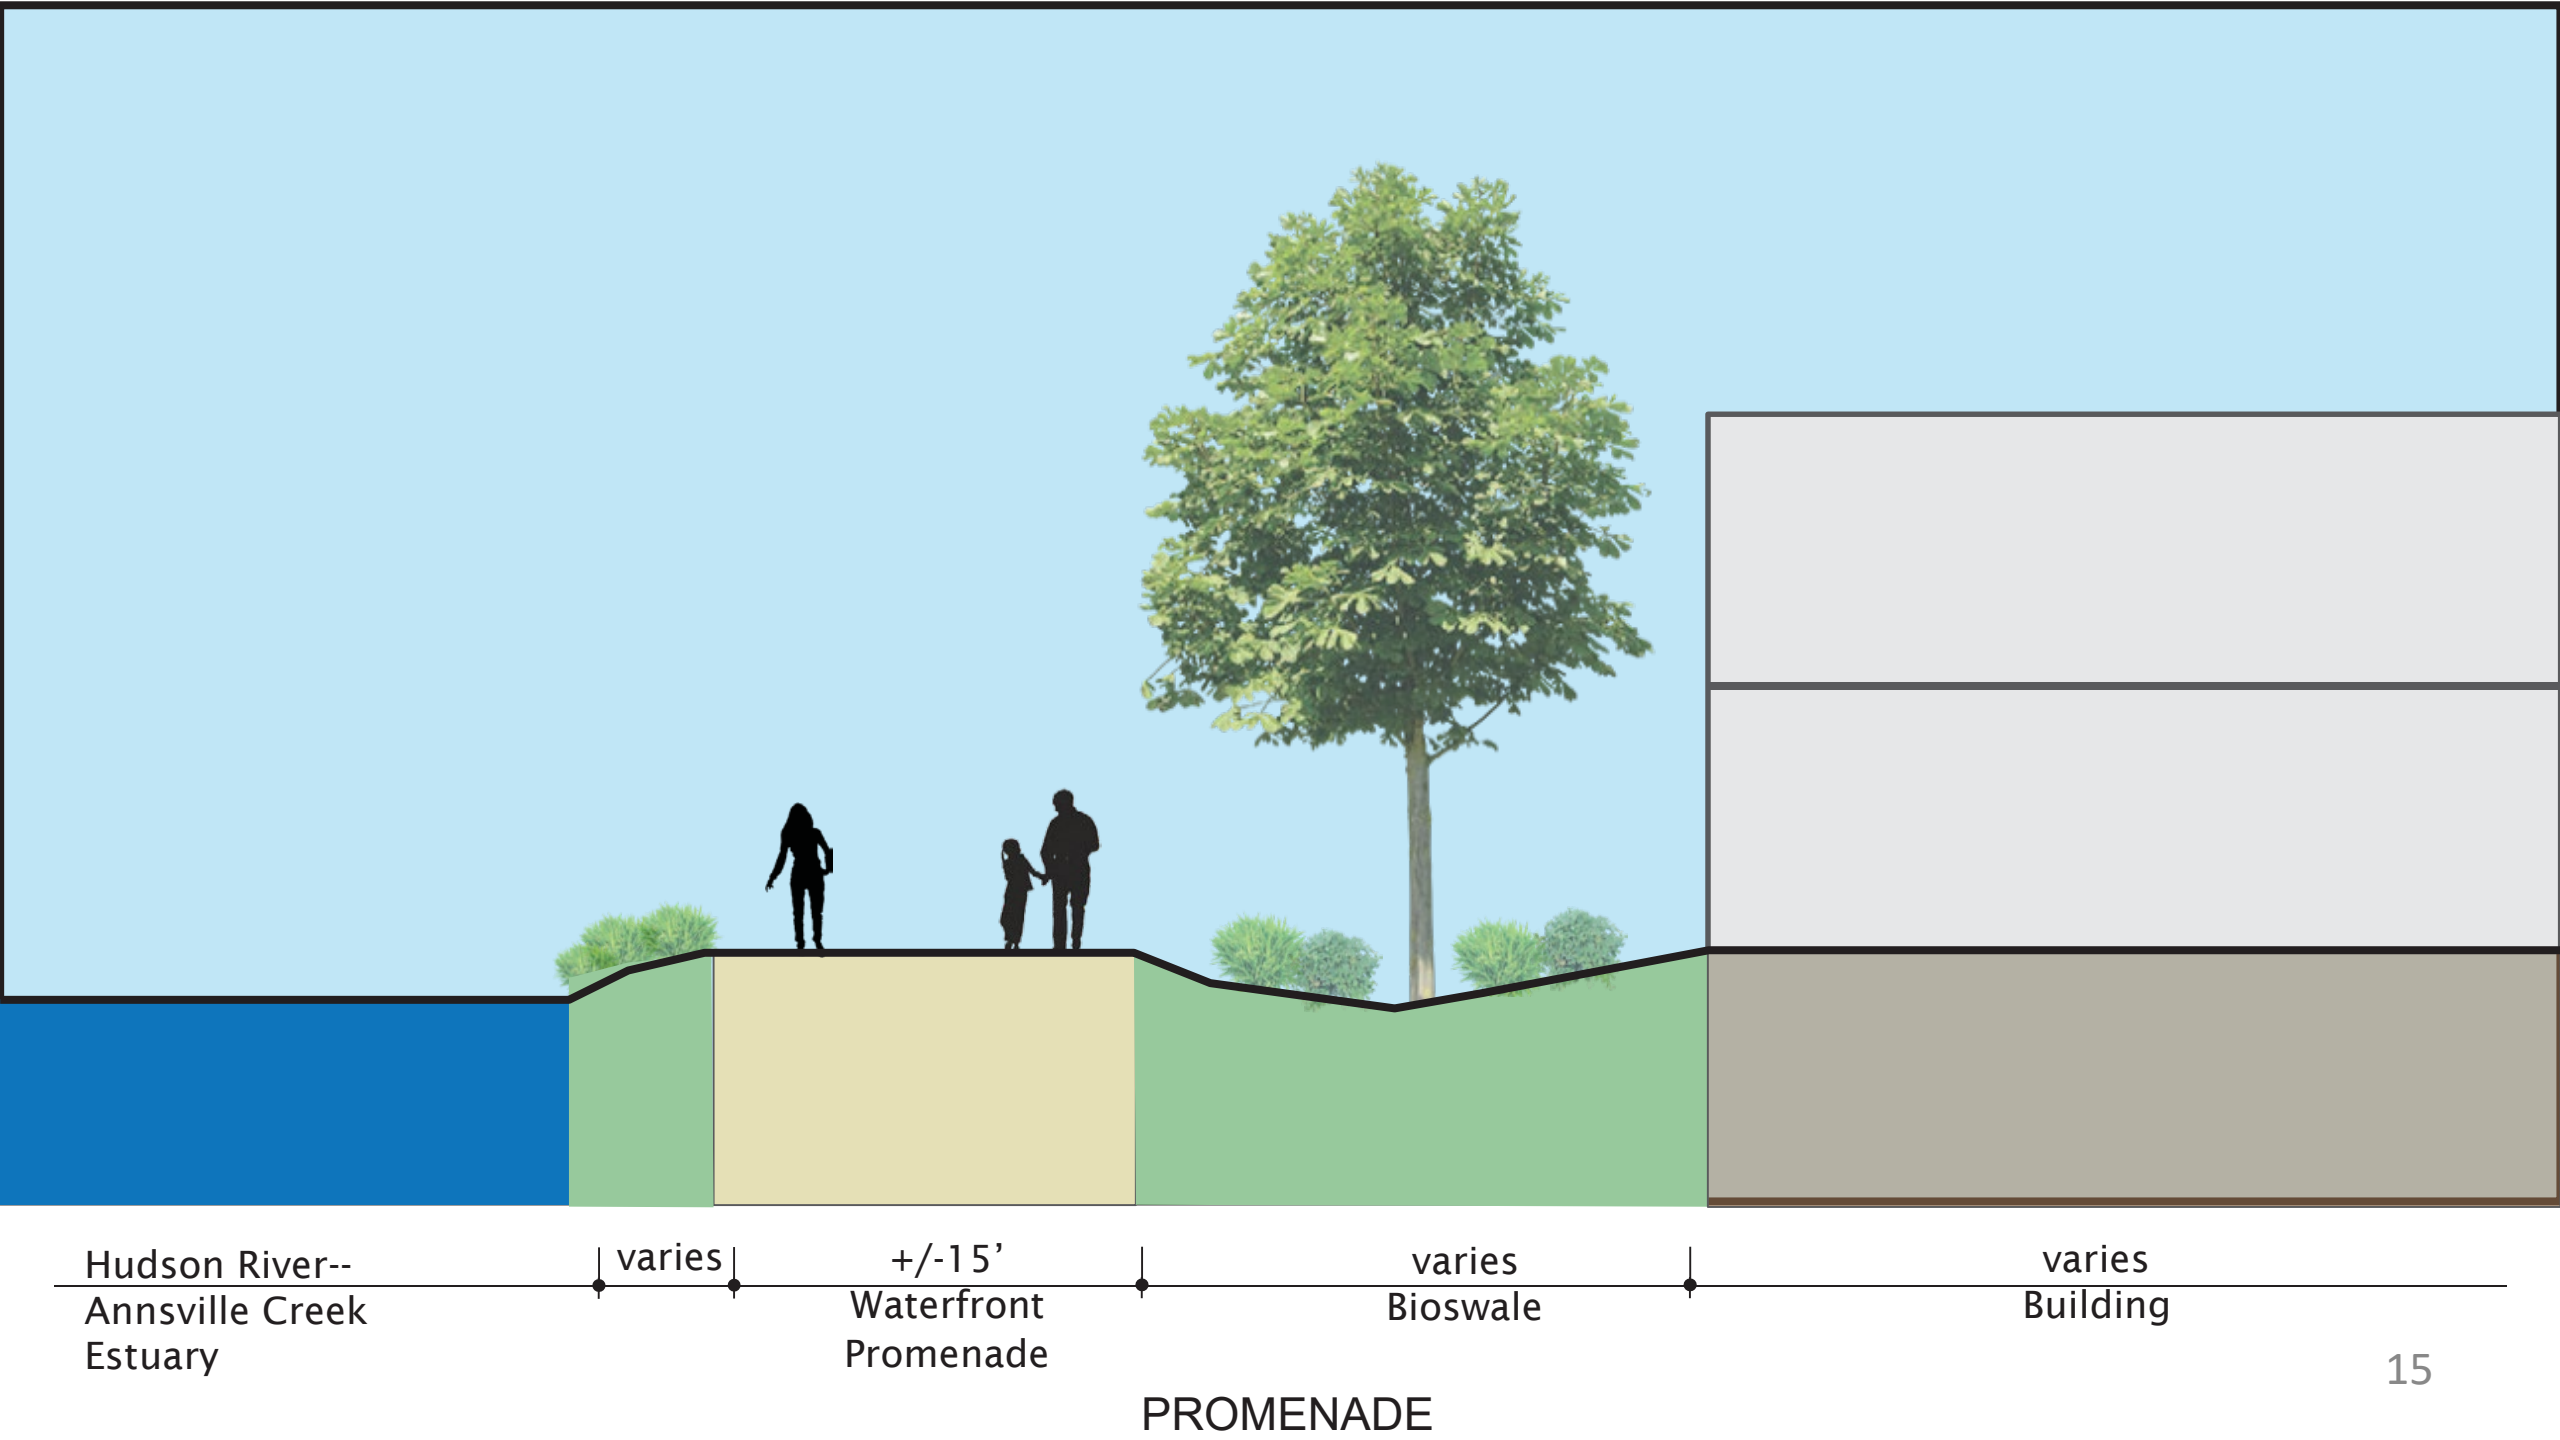 Hudson River--
Annsville Creek
Estuary
varies
+/-15’
Waterfront
Promenade
varies
Bioswale
varies
Building
15
PROMENADE